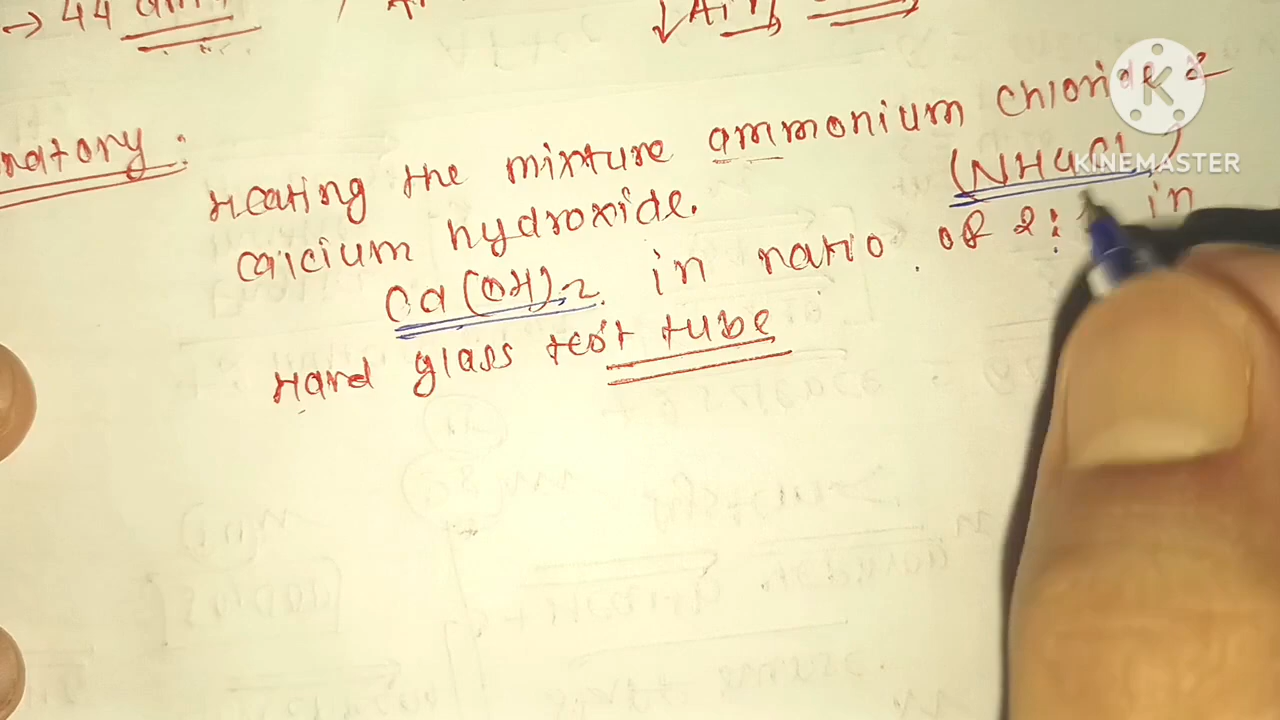 → 44
Heating the mixture ammonium chloride &
(NH4Cl)
calcium hydroxide.
Ca(OH)2 in ratio of 2: in
Hard glass test tube
KINEMASTER